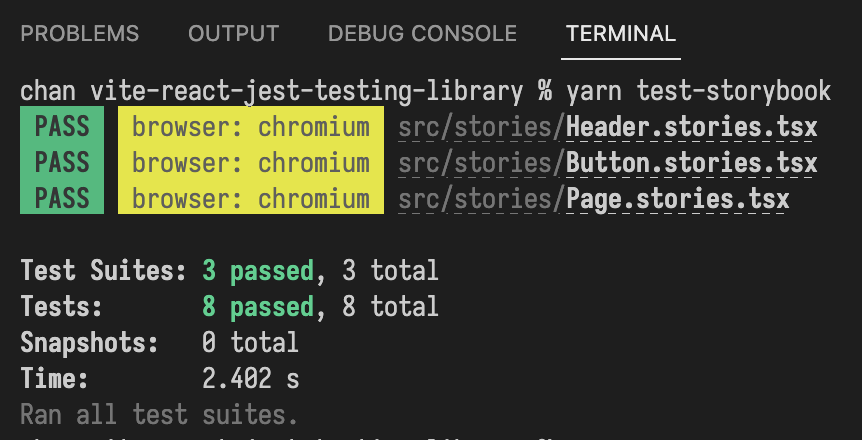 PROBLEMS OUTPUT DEBUG CONSOLE TERMINAL
chan vite-react-jest-testing-library % yarn test-storybook
PASS browser: chromium src/stories/Header.stories.tsx
PASS browser: chromium src/stories/Button.stories.tsx
PASS browser: chromium src/stories/Page.stories.tsx
Test Suites: 3 passed, 3 total
Tests: 8 passed, 8 total
Snapshots: 0 total
Time: 2.402 s
Ran all test suites.